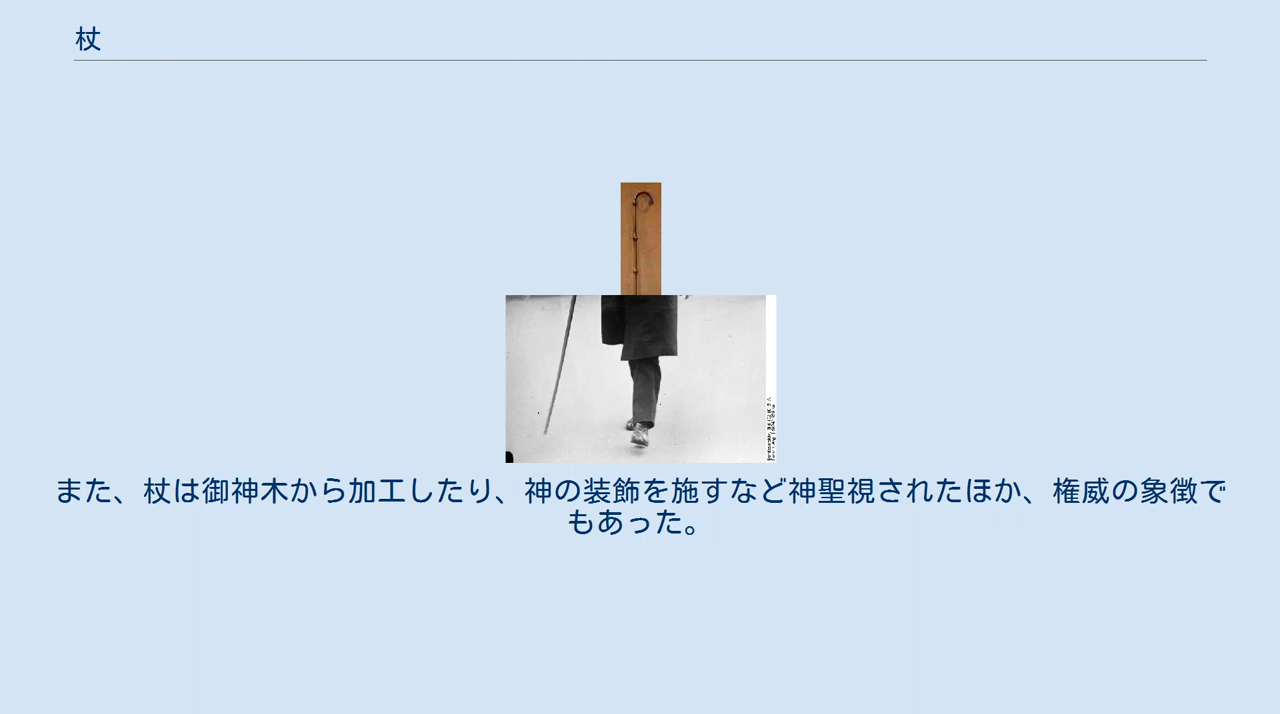 杖
また、杖は御神木から加工したり、神の装飾を施すなど神聖視されたほか、権威の象徴で
もあった。